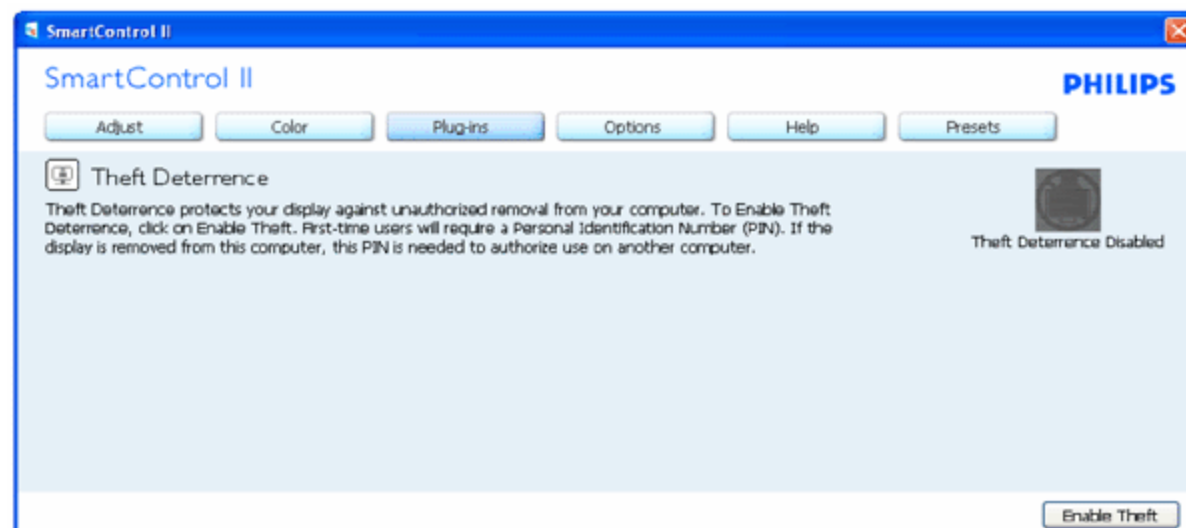 SmartControl II
SmartControl II
PHILIPS
Adjust Color Plug-ins Options Help Presets
Theft Deterrence
Theft Deterrence protects your display against unauthorized removal from your computer. To Enable Theft
Deterrence, click on Enable Theft. First-time users will require a Personal Identification Number (PIN). If the
display is removed from this computer, this PIN is needed to authorize use on another computer.
Theft Deterrence Disabled
Enable Theft